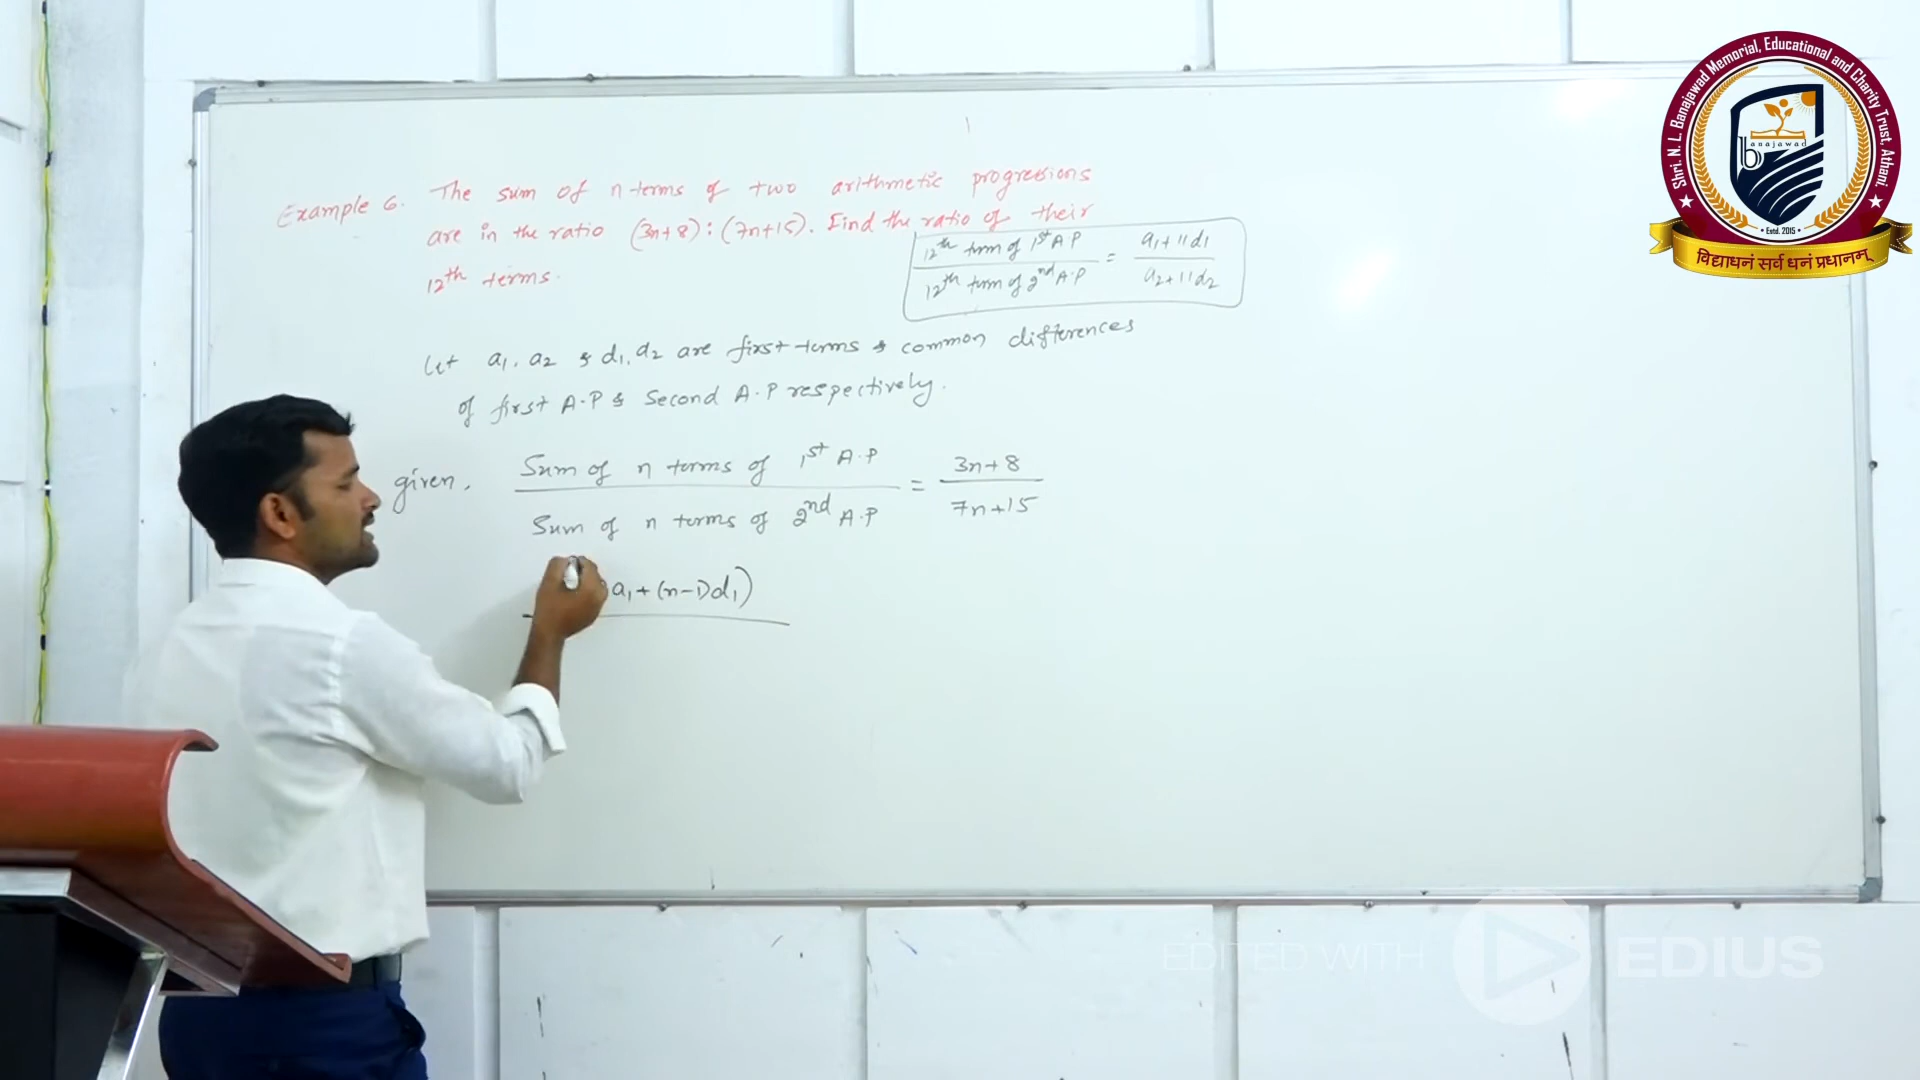 Shri. N. L. Banajawad Memorial, Educational and Charity Trust, Athani.
banajawad
• Estd. 2015 •
विद्याधनं सर्व धनं प्रधानम्
Example 6. The sum of n terms of two arithmetic progressions
are in the ratio (3n+8) : (7n+15). Find the ratio of their
12th terms.
12th term of 1st A P / 12th term of 2nd A.P = a1+11d1 / a2+11d2
Let a1, a2 & d1, d2 are first terms & common differences
of first A.P & Second A.P respectively.
given, Sum of n terms of 1st A.P / Sum of n terms of 2nd A.P = 3n+8 / 7n+15
a1+(n-1)d1)
EDITED WITH EDIUS